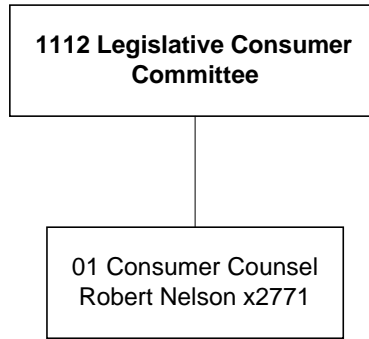 1112 Legislative Consumer
Committee
01 Consumer Counsel
Robert Nelson x2771